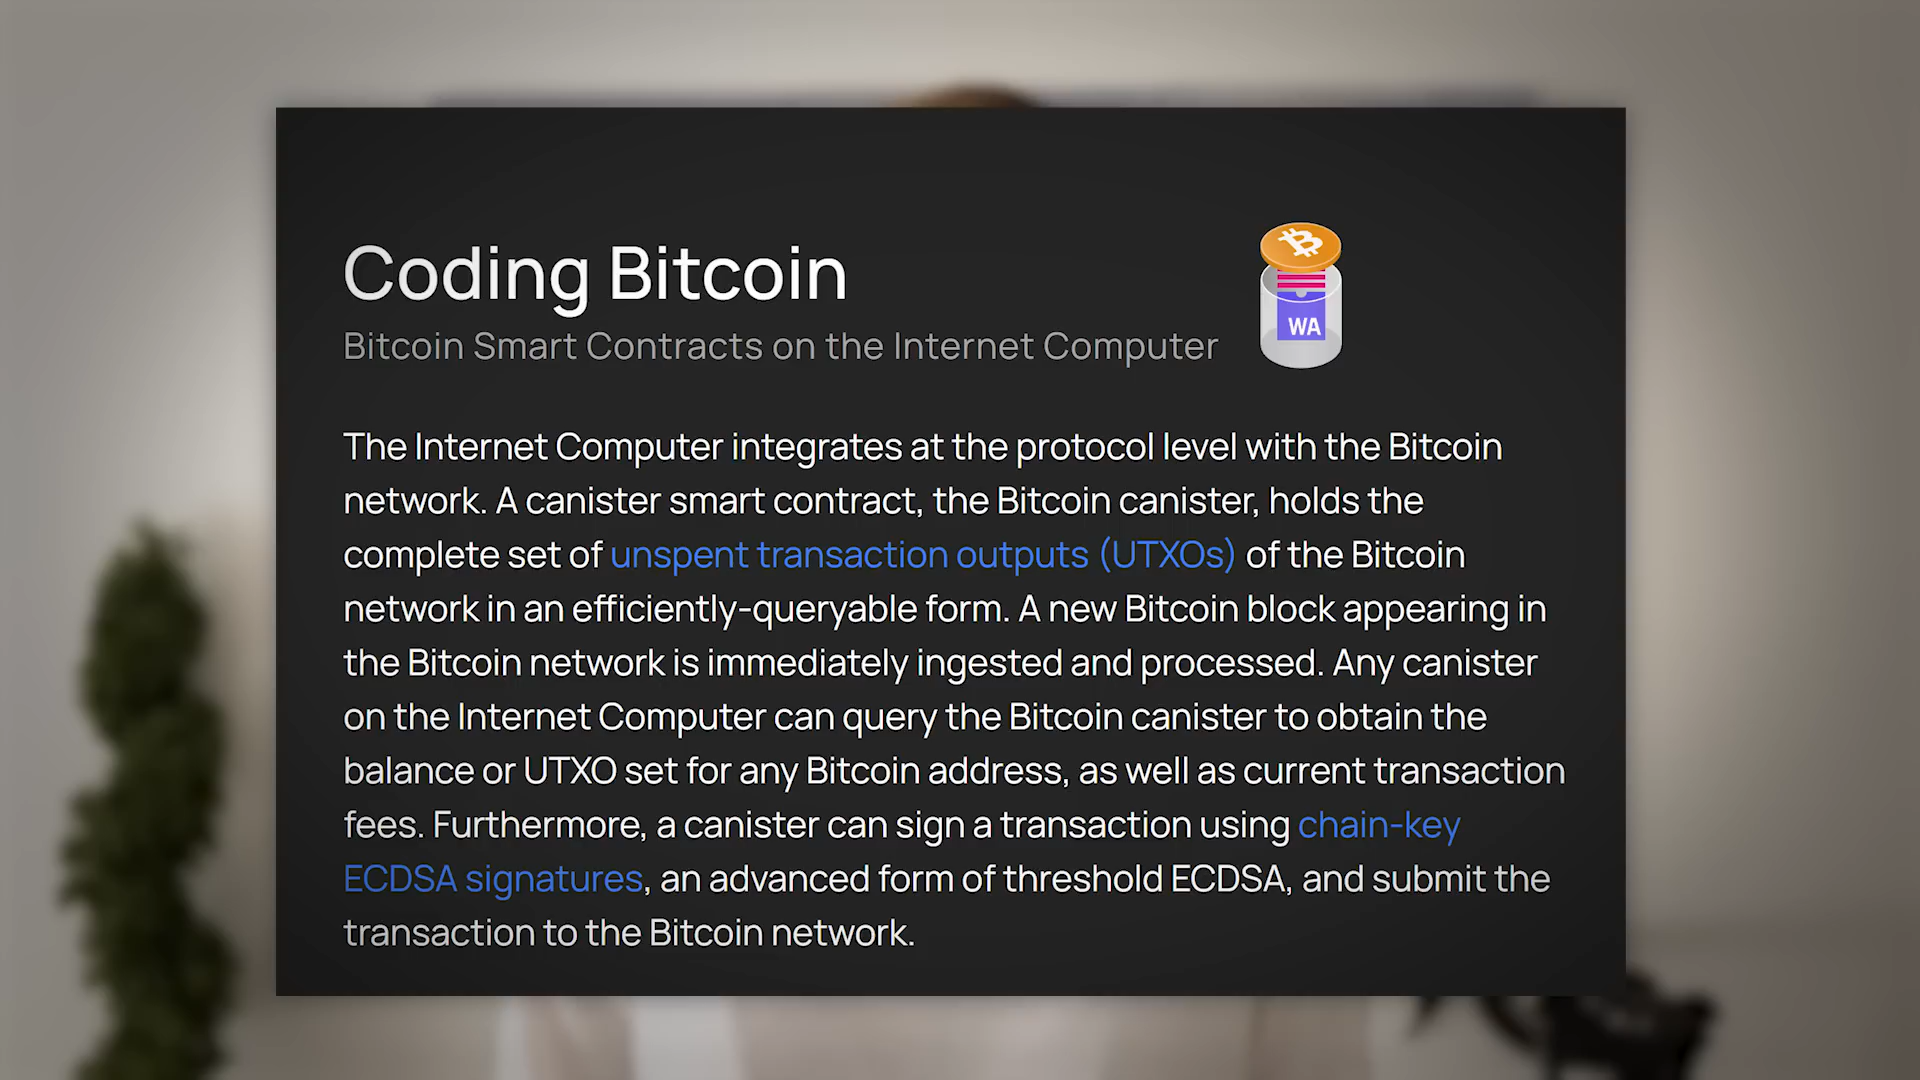 Coding Bitcoin
Bitcoin Smart Contracts on the Internet Computer
WA
The Internet Computer integrates at the protocol level with the Bitcoin
network. A canister smart contract, the Bitcoin canister, holds the
complete set of unspent transaction outputs (UTXOs) of the Bitcoin
network in an efficiently-queryable form. A new Bitcoin block appearing in
the Bitcoin network is immediately ingested and processed. Any canister
on the Internet Computer can query the Bitcoin canister to obtain the
balance or UTXO set for any Bitcoin address, as well as current transaction
fees. Furthermore, a canister can sign a transaction using chain-key
ECDSA signatures, an advanced form of threshold ECDSA, and submit the
transaction to the Bitcoin network.